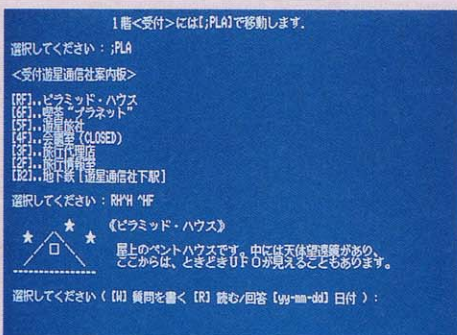 1階<受付>には[;PLA]で移動します.
選択してください : ;PLA
<受付遊星通信社案内板>
[RF]..ピラミッド・ハウス
[6F]..喫茶“プラネット”
[5F]..遊星旅社
[4F]..会議室(CLOSED)
[3F]..旅行代理店
[2F]..旅行情報室
[B2]..地下鉄[遊星通信社下駅]
選択してください : RH^H ^HF
《ピラミッド・ハウス》
屋上のペントハウスです。中には天体望遠鏡があり、
ここからは、ときどきUFOが見えることもあります。
選択してください ( [W] 質問を書く [R] 読む/回答 [yy-mm-dd] 日付 ) :